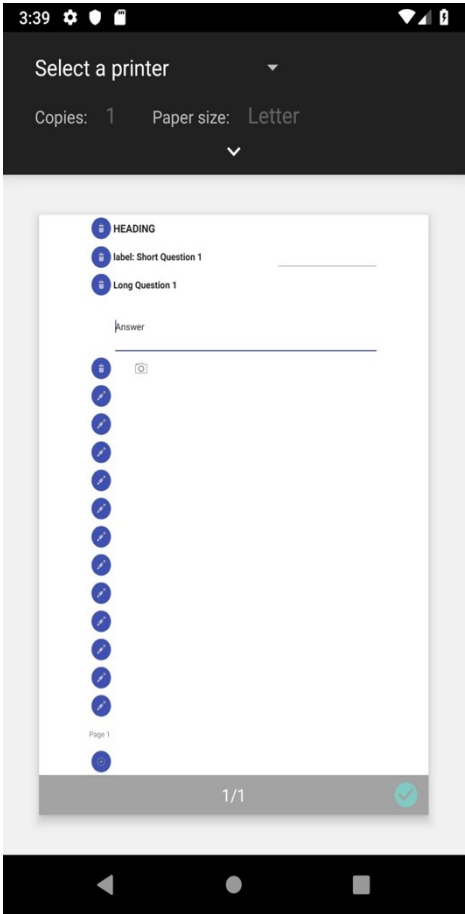 3:39
Select a printer
Copies: 1 Paper size: Letter
HEADING
label: Short Question 1
Long Question 1
Answer
Page 1
1/1